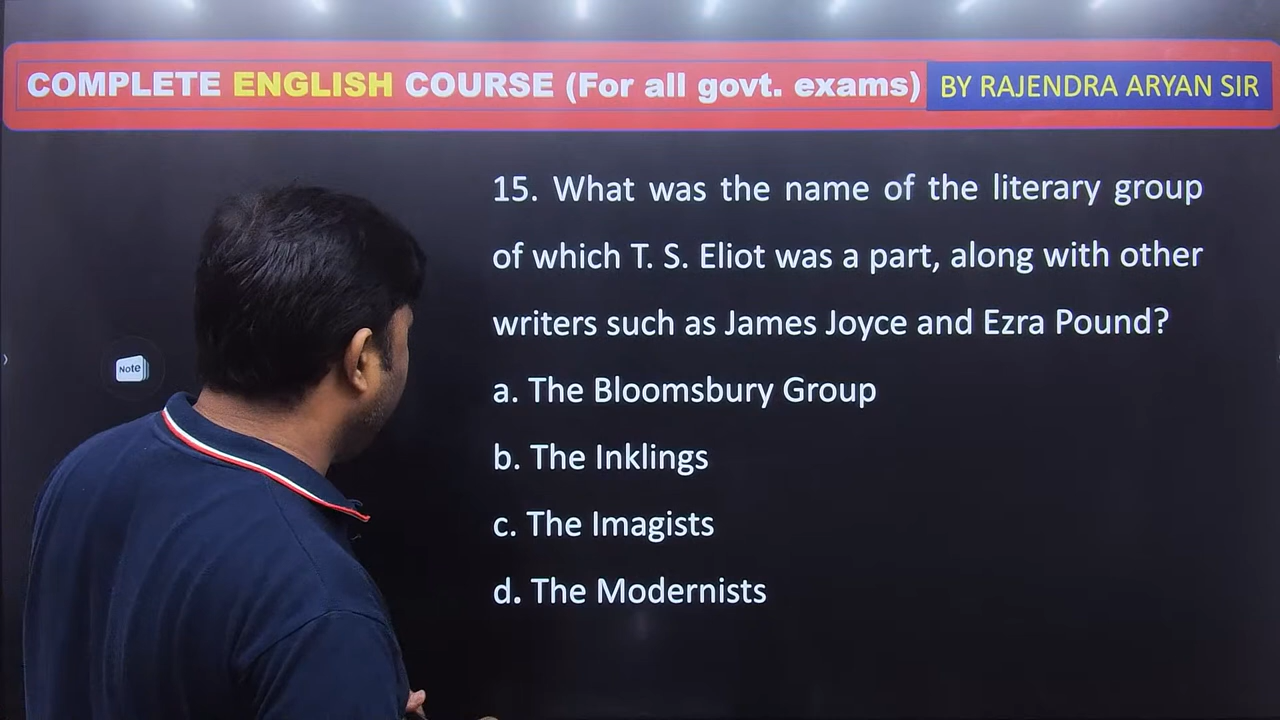 COMPLETE ENGLISH COURSE (For all govt. exams) BY RAJENDRA ARYAN SIR
15. What was the name of the literary group
of which T. S. Eliot was a part, along with other
writers such as James Joyce and Ezra Pound?
Note
a. The Bloomsbury Group
b. The Inklings
c. The Imagists
d. The Modernists